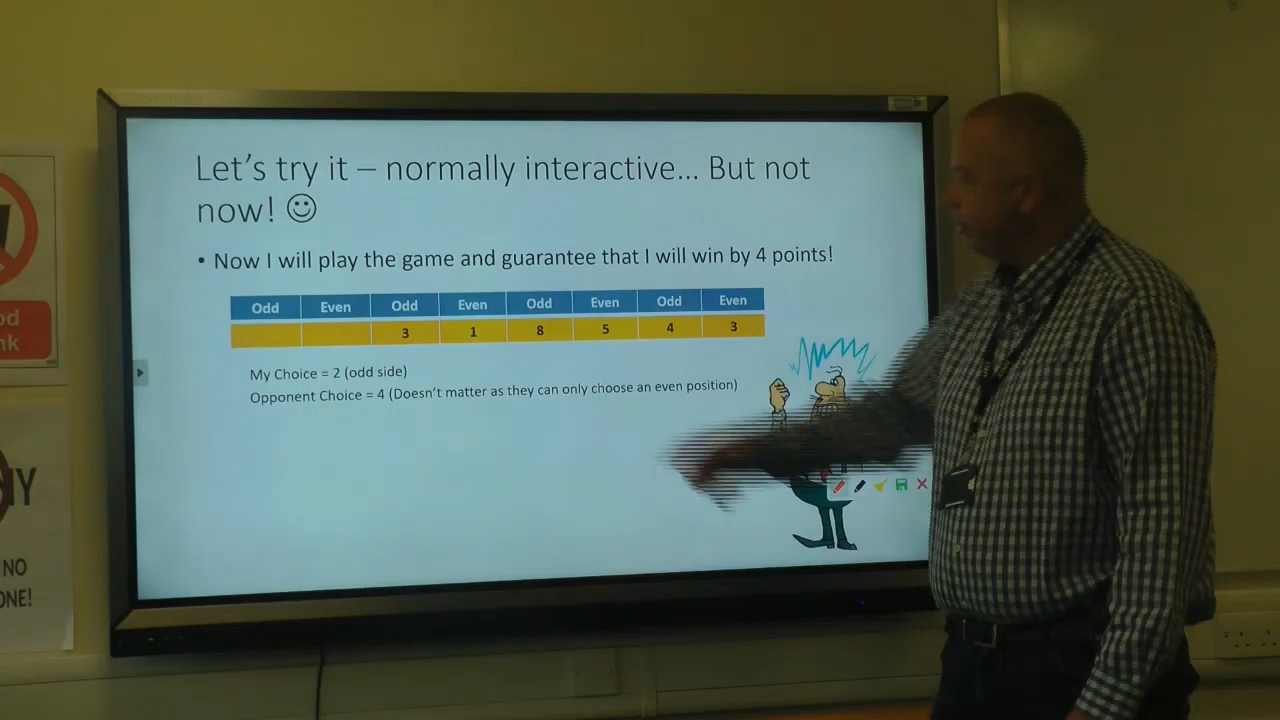 Let's try it – normally interactive... But not
now! ☺
• Now I will play the game and guarantee that I will win by 4 points!
Odd Even Odd Even Odd Even Odd Even
3 1 8 5 4 3
My Choice = 2 (odd side)
Opponent Choice = 4 (Doesn't matter as they can only choose an even position)
od
nk
NY
NO
ONE!